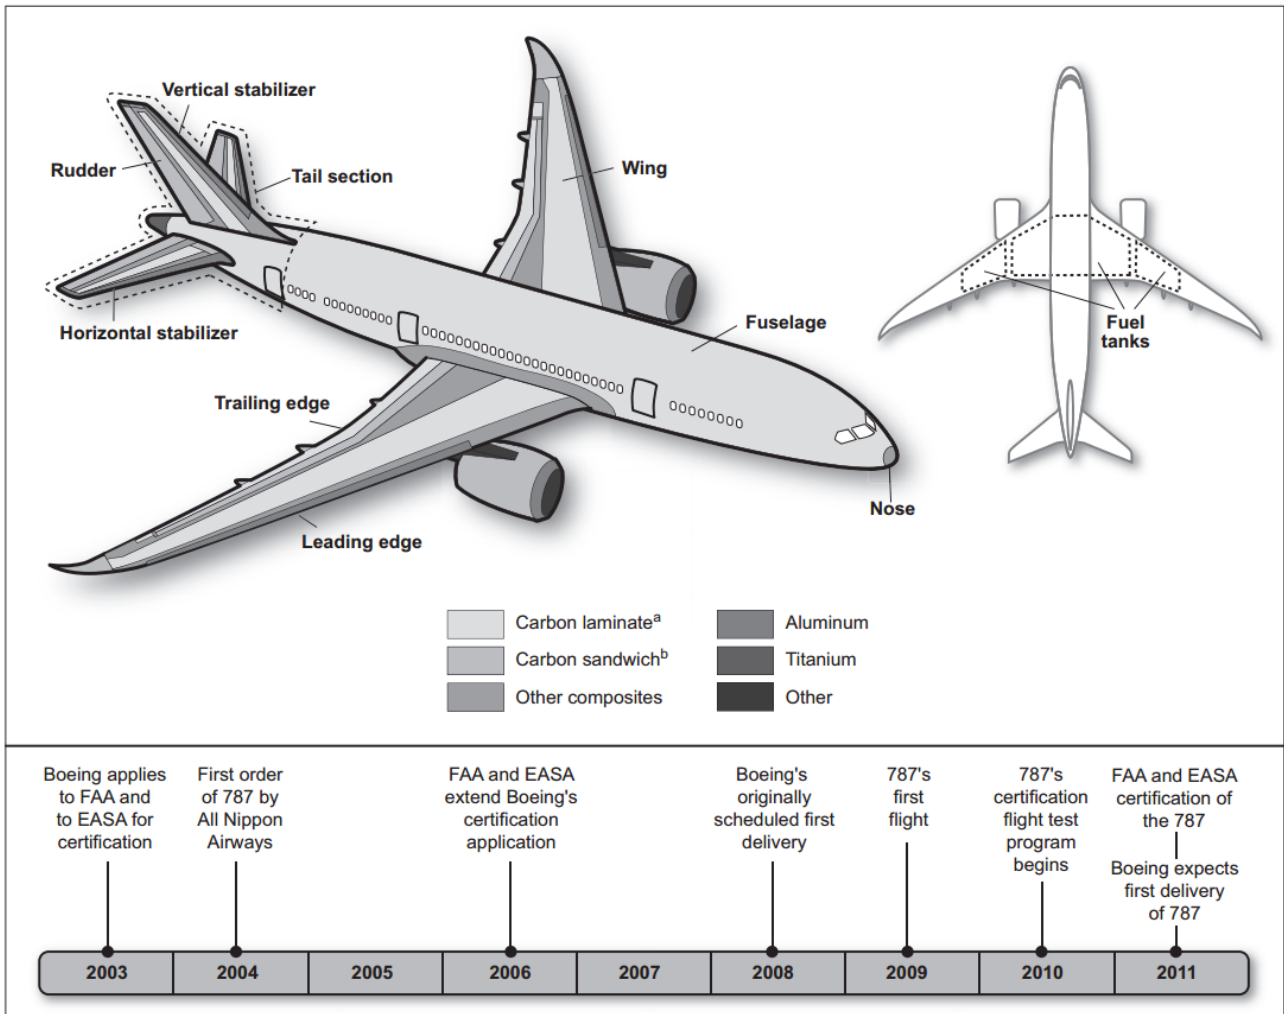 Vertical stabilizer
Rudder
Tail section
Wing
Horizontal stabilizer
Fuselage
Fuel
tanks
Trailing edge
Nose
Leading edge
Carbon laminateᵃ
Carbon sandwichᵇ
Other composites
Aluminum
Titanium
Other
Boeing applies
to FAA and
to EASA for
certification
First order
of 787 by
All Nippon
Airways
FAA and EASA
extend Boeing's
certification
application
Boeing's
originally
scheduled first
delivery
787's
first
flight
787's
certification
flight test
program
begins
FAA and EASA
certification of
the 787
Boeing expects
first delivery
of 787
2003 2004 2005 2006 2007 2008 2009 2010 2011